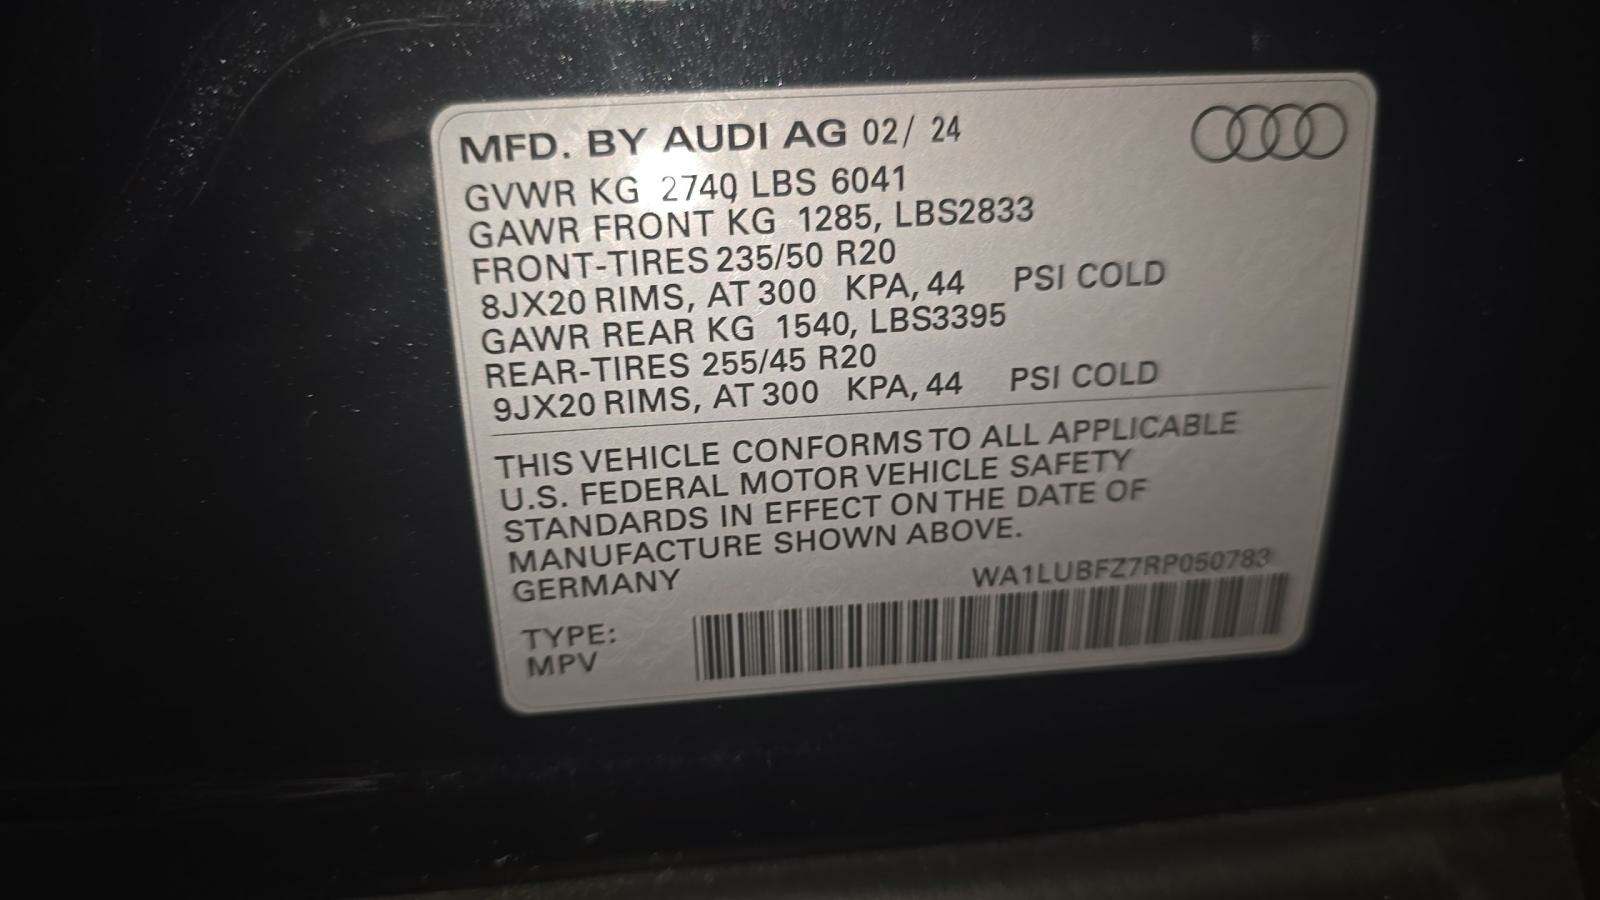 MFD. BY AUDI AG 02/ 24
GVWR KG 2740 LBS 6041
GAWR FRONT KG 1285, LBS2833
FRONT-TIRES 235/50 R20
8JX20 RIMS, AT 300 KPA, 44 PSI COLD
GAWR REAR KG 1540, LBS3395
REAR-TIRES 255/45 R20
9JX20 RIMS, AT 300 KPA, 44 PSI COLD
THIS VEHICLE CONFORMS TO ALL APPLICABLE
U.S. FEDERAL MOTOR VEHICLE SAFETY
STANDARDS IN EFFECT ON THE DATE OF
MANUFACTURE SHOWN ABOVE.
GERMANY
WA1LUBFZ7RP050783
TYPE:
MPV